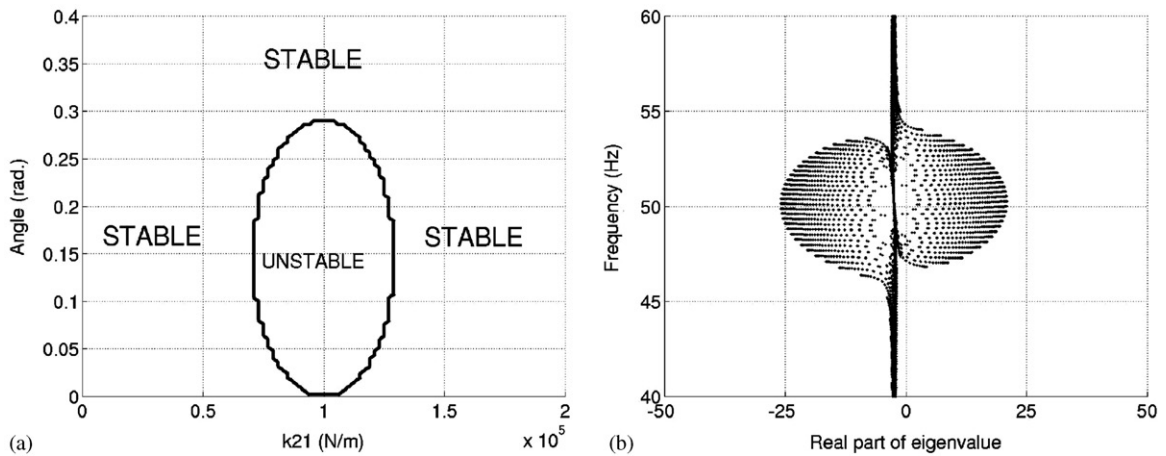 0.4
0.35
0.3
0.25
0.2
0.15
0.1
0.05
0
Angle (rad.)
STABLE
STABLE
STABLE
UNSTABLE
0
0.5
1
1.5
2
x 10⁵
k21 (N/m)
(a)
60
55
50
45
40
Frequency (Hz)
-50
-25
0
25
50
Real part of eigenvalue
(b)